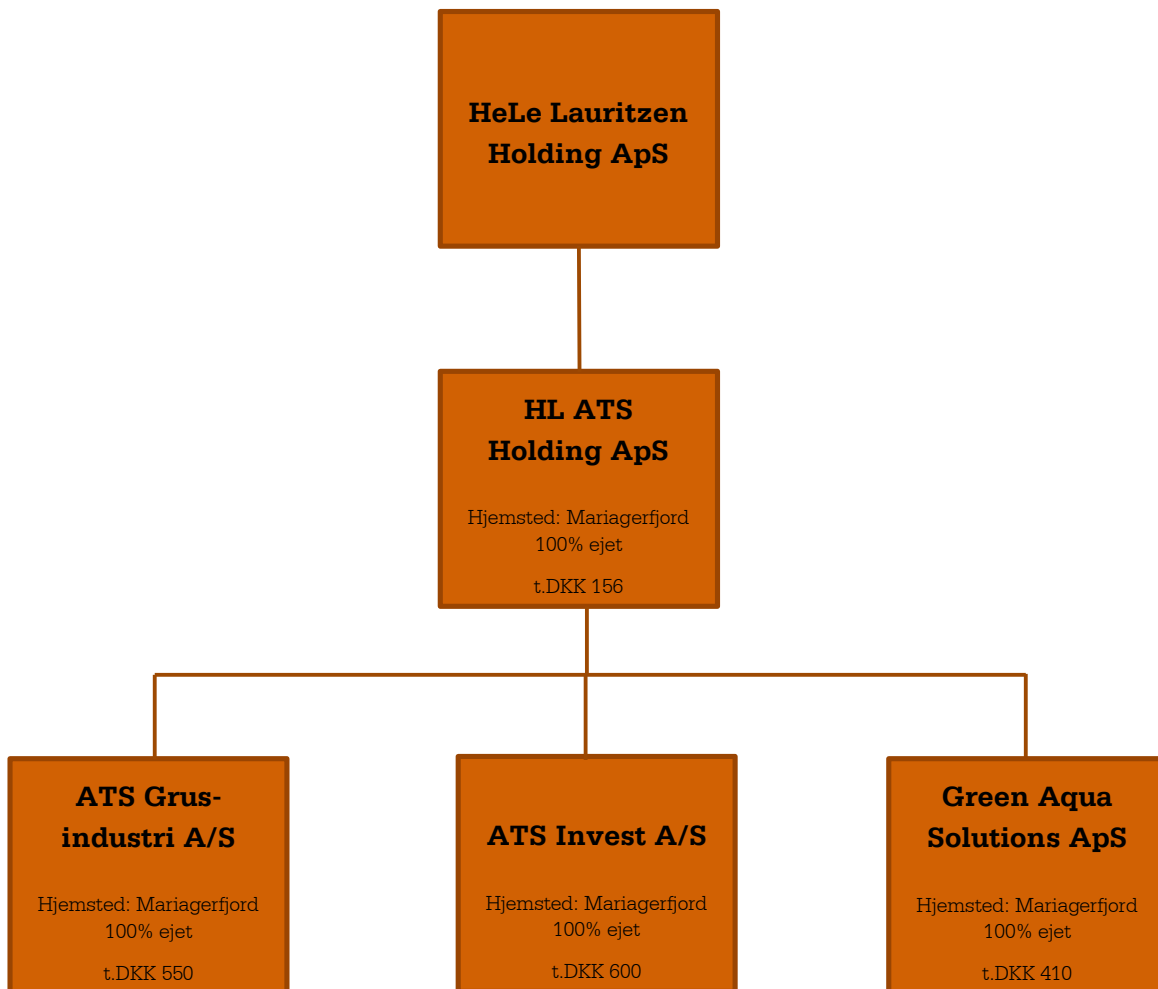 HeLe Lauritzen
Holding ApS
HL ATS
Holding ApS
Hjemsted: Mariagerfjord
100% ejet
t.DKK 156
ATS Grus-
industri A/S
Hjemsted: Mariagerfjord
100% ejet
t.DKK 550
ATS Invest A/S
Hjemsted: Mariagerfjord
100% ejet
t.DKK 600
Green Aqua
Solutions ApS
Hjemsted: Mariagerfjord
100% ejet
t.DKK 410